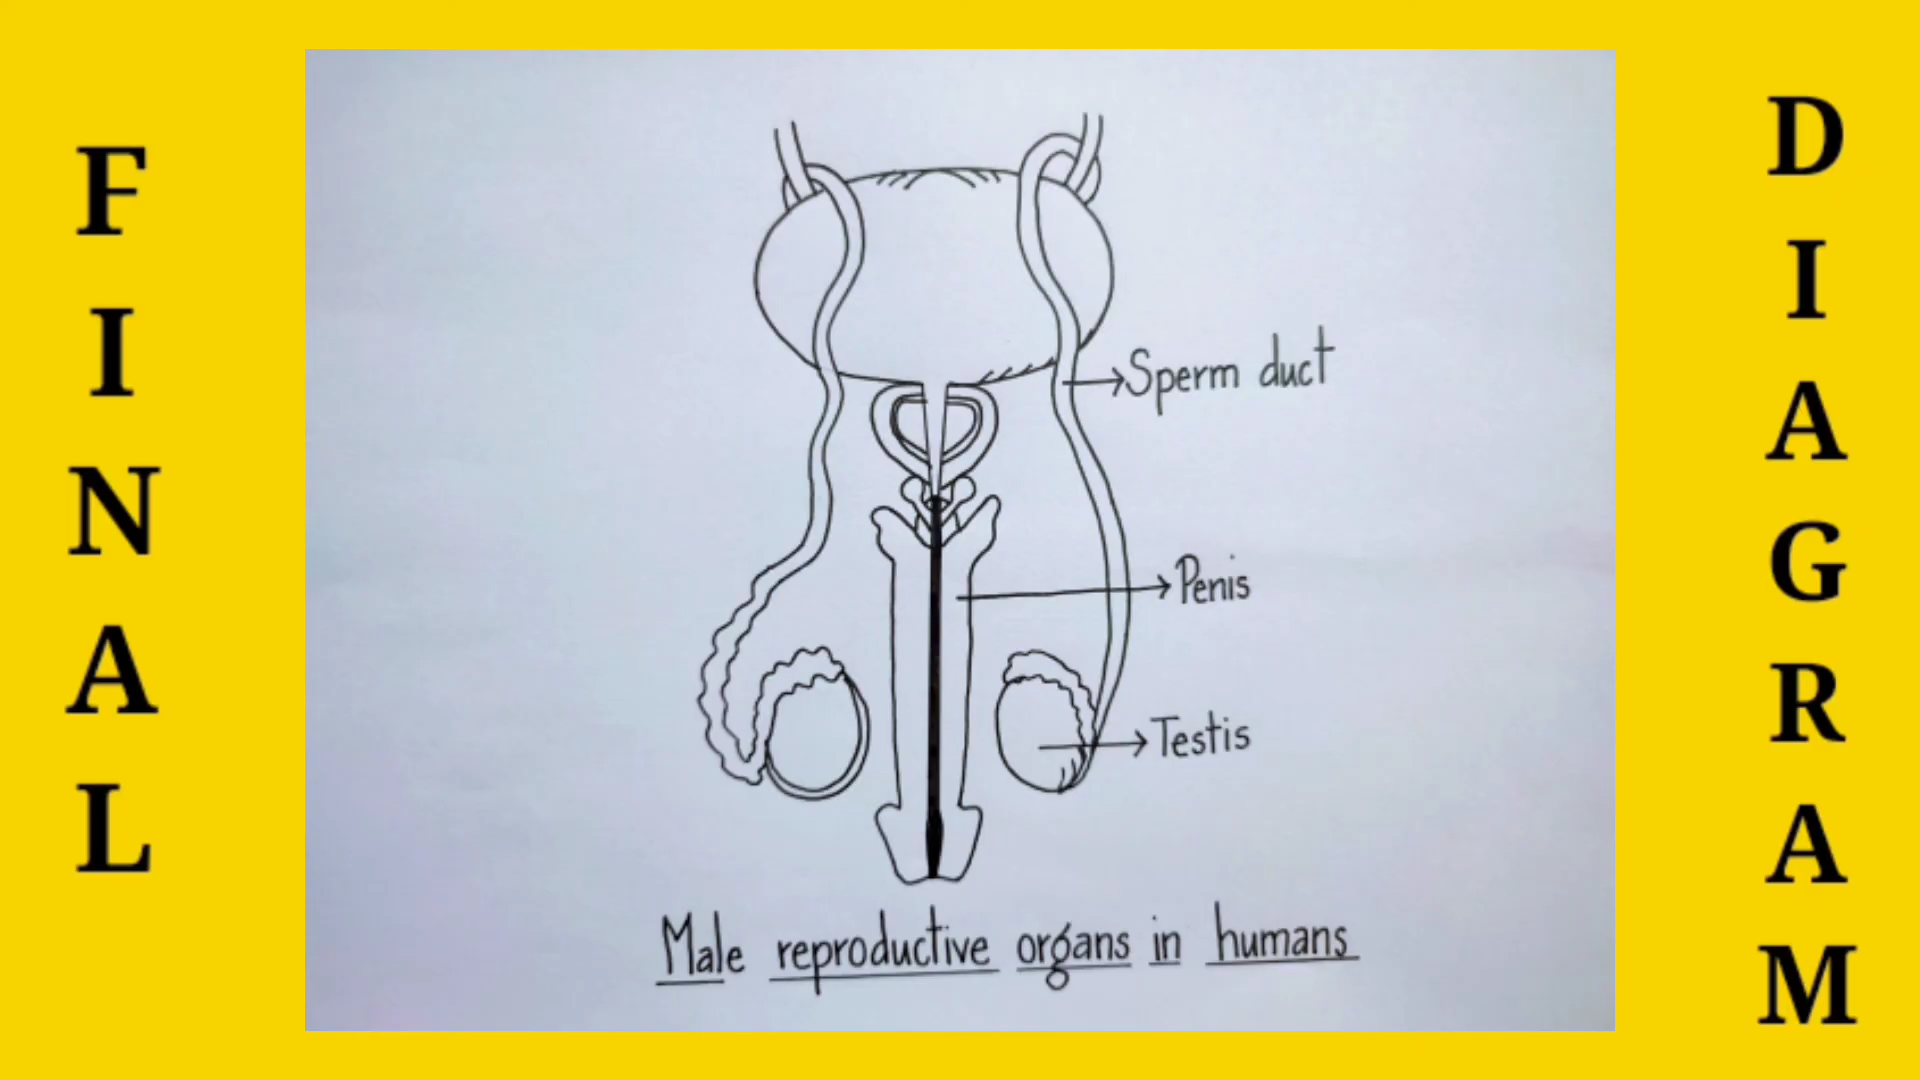 FINAL
DIAGRAM
Sperm duct
Penis
Testis
Male reproductive organs in humans